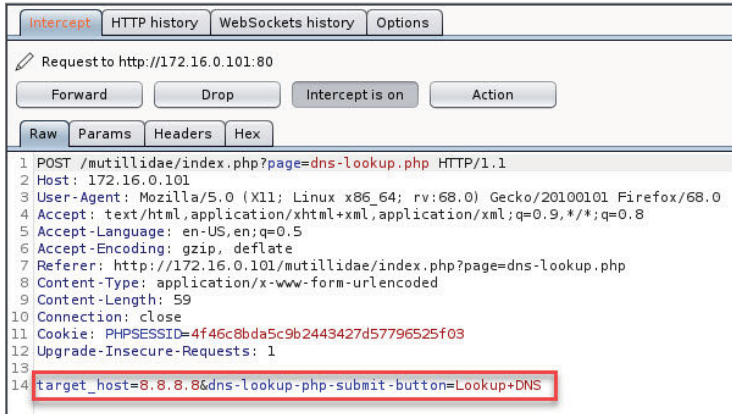 Intercept HTTP history WebSockets history Options
Request to http://172.16.0.101:80
Forward Drop Intercept is on Action
Raw Params Headers Hex
1 POST /mutillidae/index.php?page=dns-lookup.php HTTP/1.1
2 Host: 172.16.0.101
3 User-Agent: Mozilla/5.0 (X11; Linux x86_64; rv:68.0) Gecko/20100101 Firefox/68.0
4 Accept: text/html,application/xhtml+xml,application/xml;q=0.9,*/*;q=0.8
5 Accept-Language: en-US,en;q=0.5
6 Accept-Encoding: gzip, deflate
7 Referer: http://172.16.0.101/mutillidae/index.php?page=dns-lookup.php
8 Content-Type: application/x-www-form-urlencoded
9 Content-Length: 59
10 Connection: close
11 Cookie: PHPSESSID=4f46c8bda5c9b2443427d57796525f03
12 Upgrade-Insecure-Requests: 1
13
14 target_host=8.8.8.8&dns-lookup-php-submit-button=Lookup+DNS